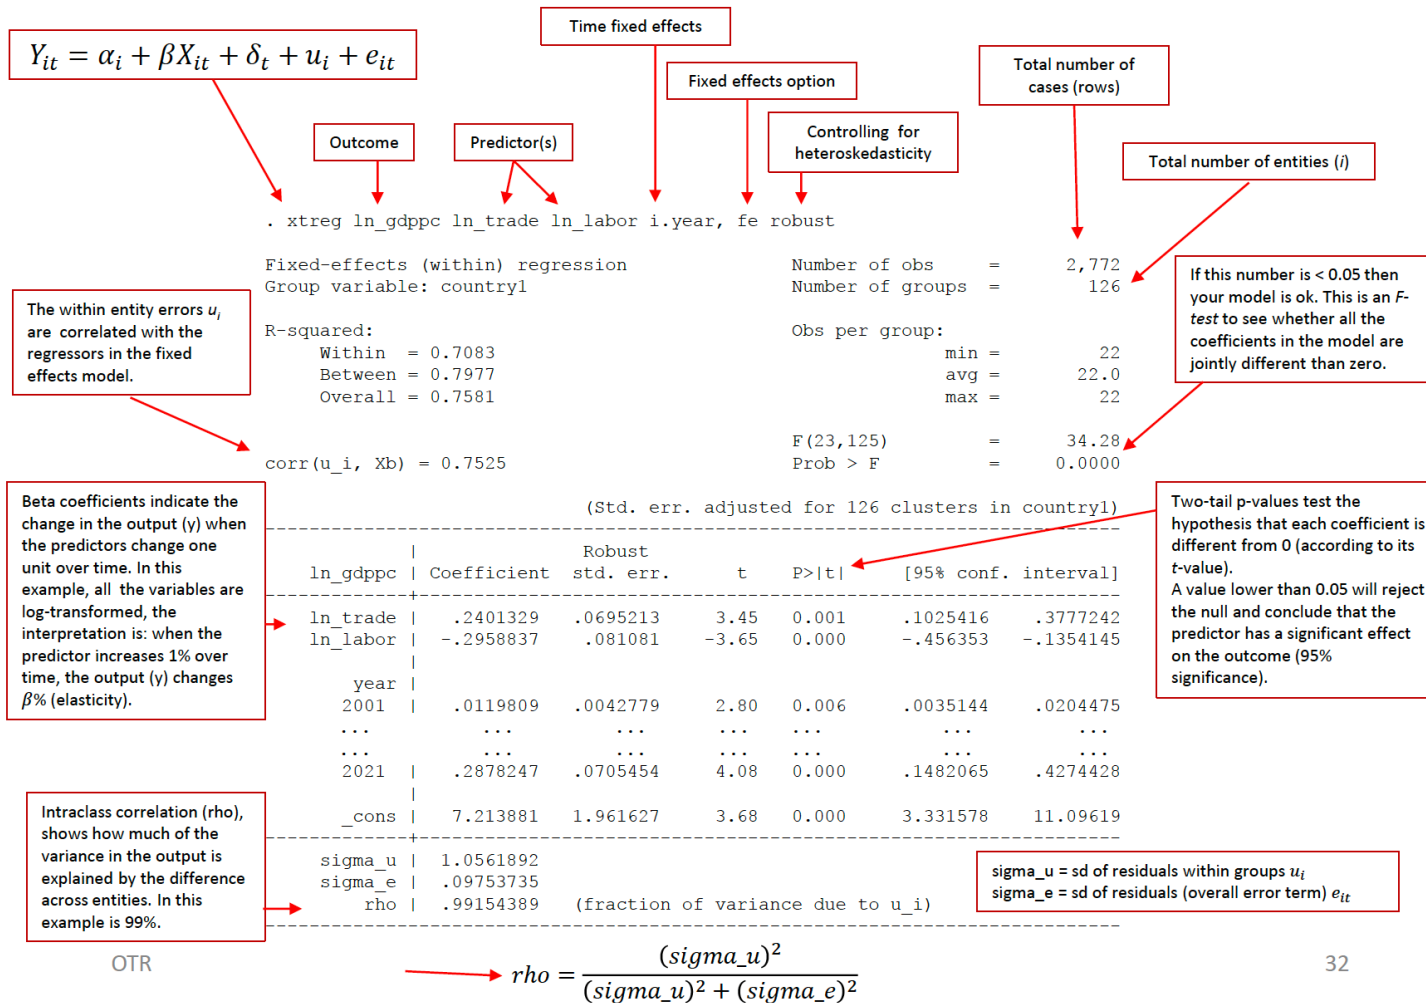 Y_{it} = α_i + βX_{it} + δ_t + u_i + e_{it}
Time fixed effects
Fixed effects option
Total number of
cases (rows)
Outcome
Predictor(s)
Controlling for
heteroskedasticity
Total number of entities (i)
. xtreg ln_gdppc ln_trade ln_labor i.year, fe robust
Fixed-effects (within) regression Number of obs = 2,772
Group variable: country1 Number of groups = 126
R-squared: Obs per group:
Within = 0.7083 min = 22
Between = 0.7977 avg = 22.0
Overall = 0.7581 max = 22
F(23,125) = 34.28
corr(u_i, Xb) = 0.7525 Prob > F = 0.0000
The within entity errors u_i
are correlated with the
regressors in the fixed
effects model.
If this number is < 0.05 then
your model is ok. This is an F-
test to see whether all the
coefficients in the model are
jointly different than zero.
(Std. err. adjusted for 126 clusters in country1)
| Robust
ln_gdppc | Coefficient std. err. t P>|t| [95% conf. interval]
ln_trade | .2401329 .0695213 3.45 0.001 .1025416 .3777242
ln_labor | -.2958837 .081081 -3.65 0.000 -.456353 -.1354145
|
year |
2001 | .0119809 .0042779 2.80 0.006 .0035144 .0204475
... ... ... ... ... ... ...
... ... ... ... ... ... ...
2021 | .2878247 .0705454 4.08 0.000 .1482065 .4274428
|
_cons | 7.213881 1.961627 3.68 0.000 3.331578 11.09619
sigma_u | 1.0561892
sigma_e | .09753735
rho | .99154389 (fraction of variance due to u_i)
Beta coefficients indicate the
change in the output (y) when
the predictors change one
unit over time. In this
example, all the variables are
log-transformed, the
interpretation is: when the
predictor increases 1% over
time, the output (y) changes
β% (elasticity).
Two-tail p-values test the
hypothesis that each coefficient is
different from 0 (according to its
t-value).
A value lower than 0.05 will reject
the null and conclude that the
predictor has a significant effect
on the outcome (95%
significance).
Intraclass correlation (rho),
shows how much of the
variance in the output is
explained by the difference
across entities. In this
example is 99%.
sigma_u = sd of residuals within groups u_i
sigma_e = sd of residuals (overall error term) e_{it}
OTR
rho = (sigma_u)² / ((sigma_u)² + (sigma_e)²)
32